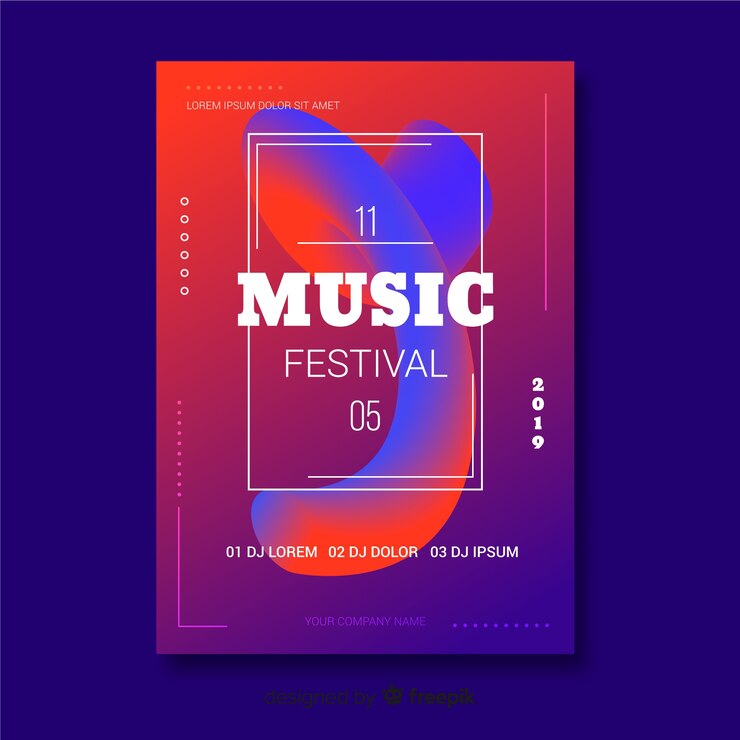 LOREM IPSUM DOLOR SIT AMET
11
MUSIC
FESTIVAL
05
2019
01 DJ LOREM 02 DJ DOLOR 03 DJ IPSUM
YOUR COMPANY NAME
designed by freepik